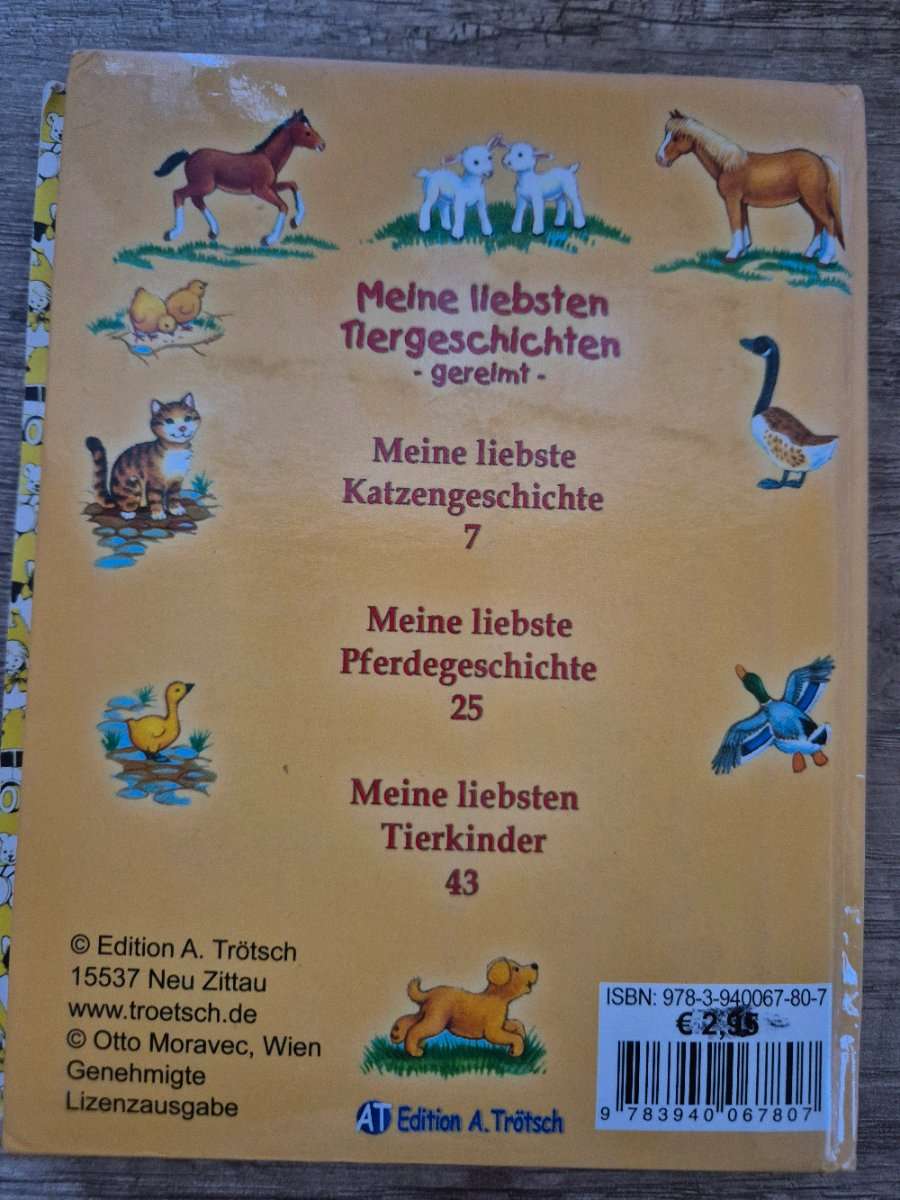 Meine liebsten
Tiergeschichten
- gereimt -
Meine liebste
Katzengeschichte
7
Meine liebste
Pferdegeschichte
25
Meine liebsten
Tierkinder
43
© Edition A. Trötsch
15537 Neu Zittau
www.troetsch.de
© Otto Moravec, Wien
Genehmigte
Lizenzausgabe
AT Edition A. Trötsch
ISBN: 978-3-940067-80-7
€ 2,95
9 783940 067807